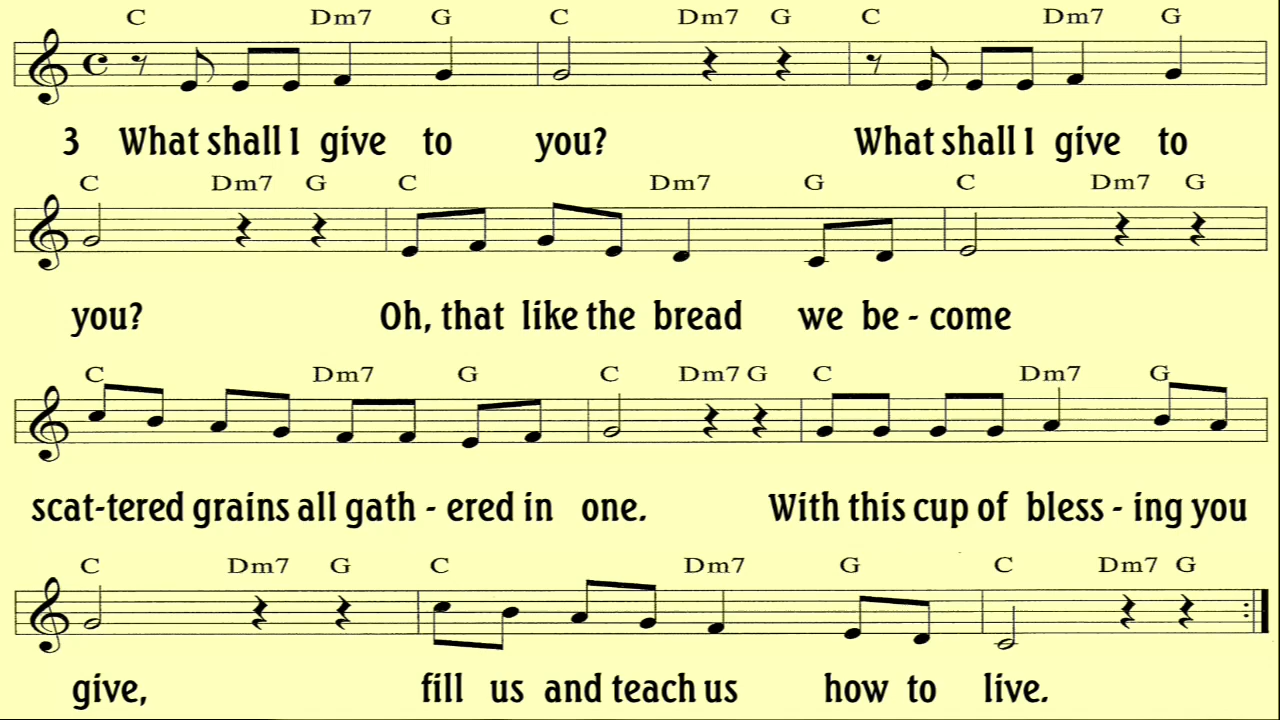 C Dm7 G C Dm7 G C Dm7 G
3 What shall I give to you? What shall I give to
C Dm7 G C Dm7 G C Dm7 G
you? Oh, that like the bread we be - come
C Dm7 G C Dm7 G C Dm7 G
scat-tered grains all gath - ered in one. With this cup of bless - ing you
C Dm7 G C Dm7 G C Dm7 G
give, fill us and teach us how to live.